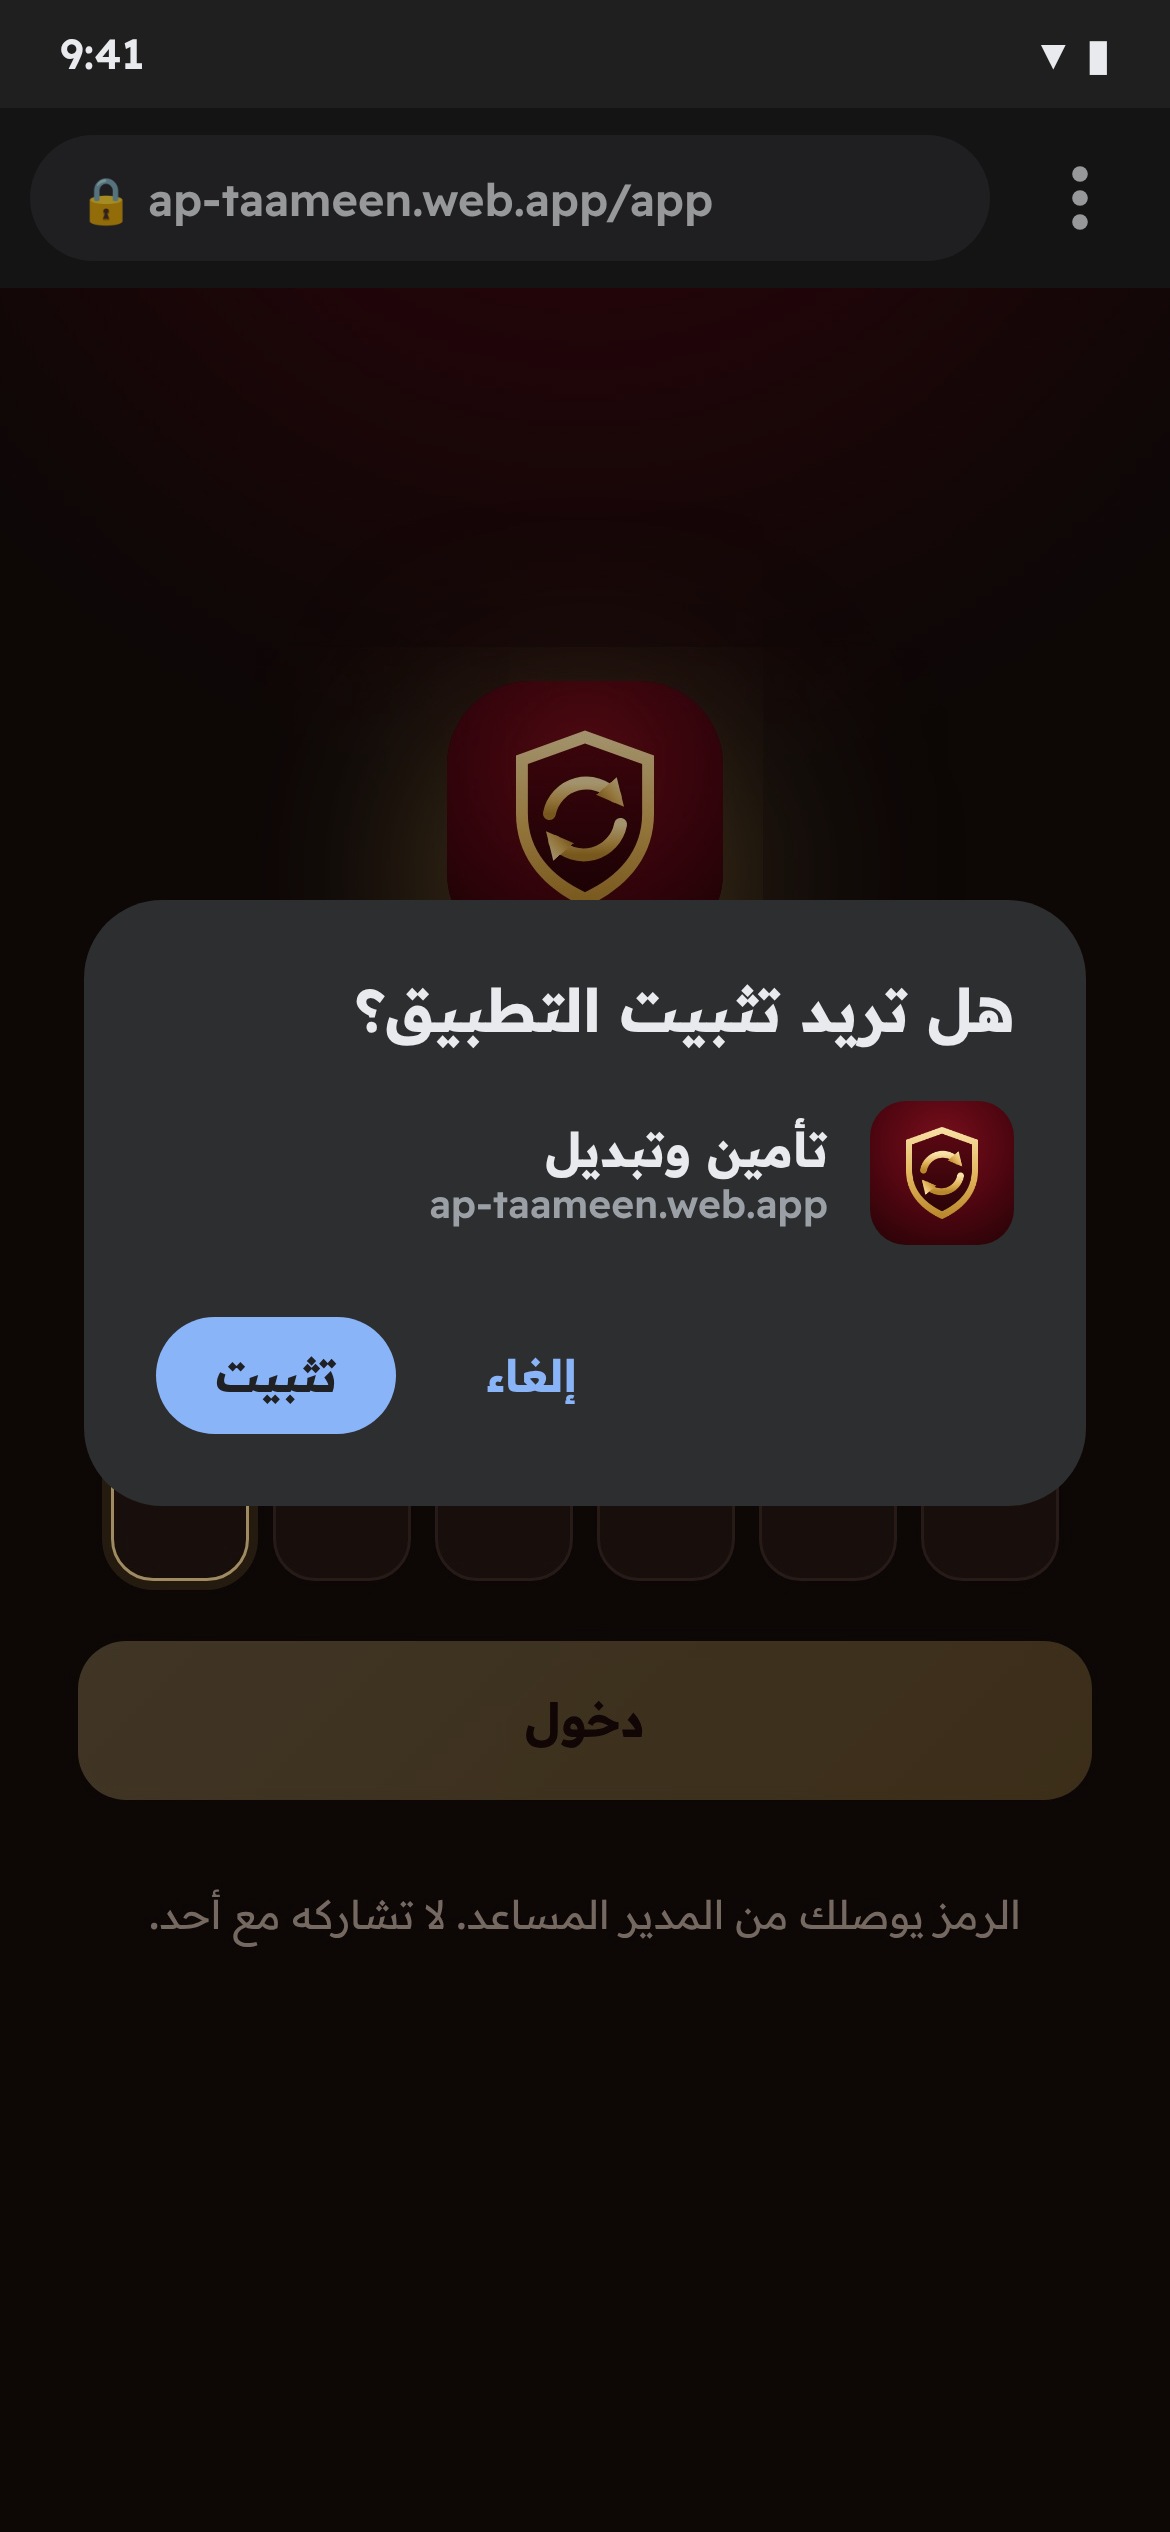 9:41
ap-taameen.web.app/app
هل تريد تثبيت التطبيق؟
تأمين وتبديل
ap-taameen.web.app
إلغاء
تثبيت
دخول
الرمز يوصلك من المدير المساعد. لا تشاركه مع أحد.